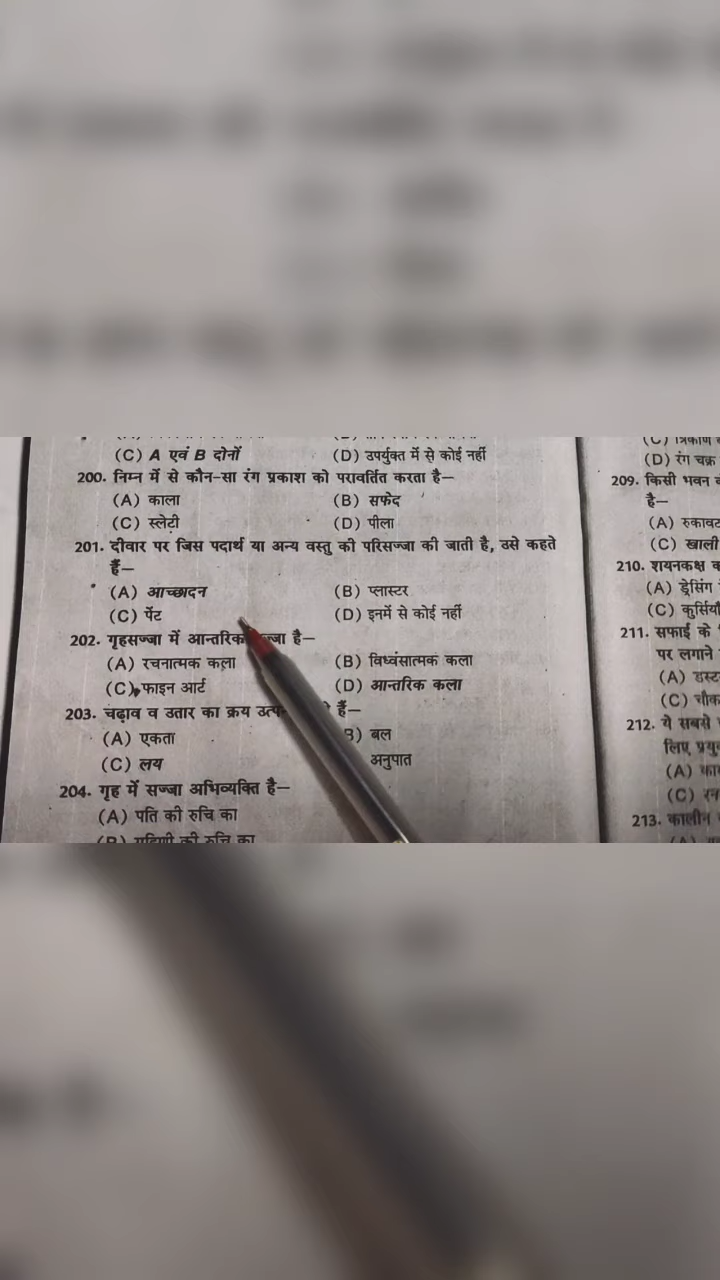 (C) A एवं B दोनों (D) उपर्युक्त में से कोई नहीं
200. निम्न में से कौन-सा रंग प्रकाश को परावर्तित करता है—
(A) काला (B) सफेद
(C) स्लेटी (D) पीला
201. दीवार पर जिस पदार्थ या अन्य वस्तु की परिसज्जा की जाती है, उसे कहते
हैं—
(A) आच्छादन (B) प्लास्टर
(C) पेंट (D) इनमें से कोई नहीं
202. गृहसज्जा में आन्तरिक है—
(A) रचनात्मक कला (B) विध्वंसात्मक कला
(C) फाइन आर्ट (D) आन्तरिक कला
203. चढ़ाव व उतार का क्रय हैं—
(A) एकता बल
(C) लय अनुपात
204. गृह में सज्जा अभिव्यक्ति है—
(A) पति की रुचि का
(B) गृहिणी की रुचि का
(D) रंग चक्र
209. किसी भवन
है—
(A)
(C) खाली
210. शयनकक्ष
(A) ड्रेसिंग
(C)
211. सफाई के
पर लगाने
(A)
(C)
212. ये सबसे
लिए
(A)
(C)
213. कालीन